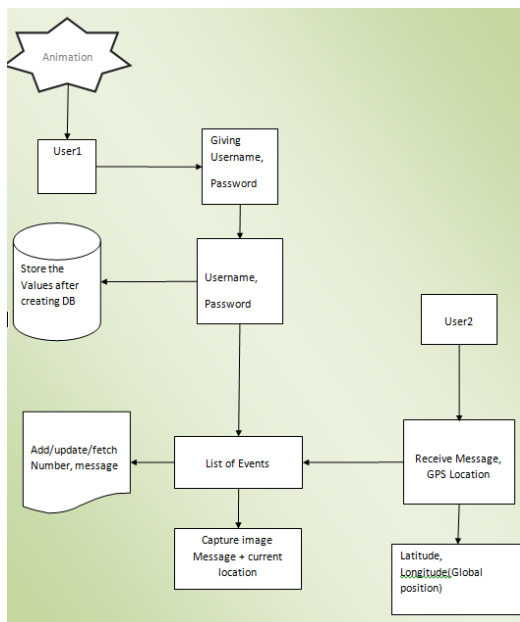 Animation
User1
Giving
Username,
Password
Store the
Values after
creating DB
Username,
Password
User2
Add/update/fetch
Number, message
List of Events
Receive Message,
GPS Location
Capture image
Message + current
location
Latitude,
Longitude(Global
position)